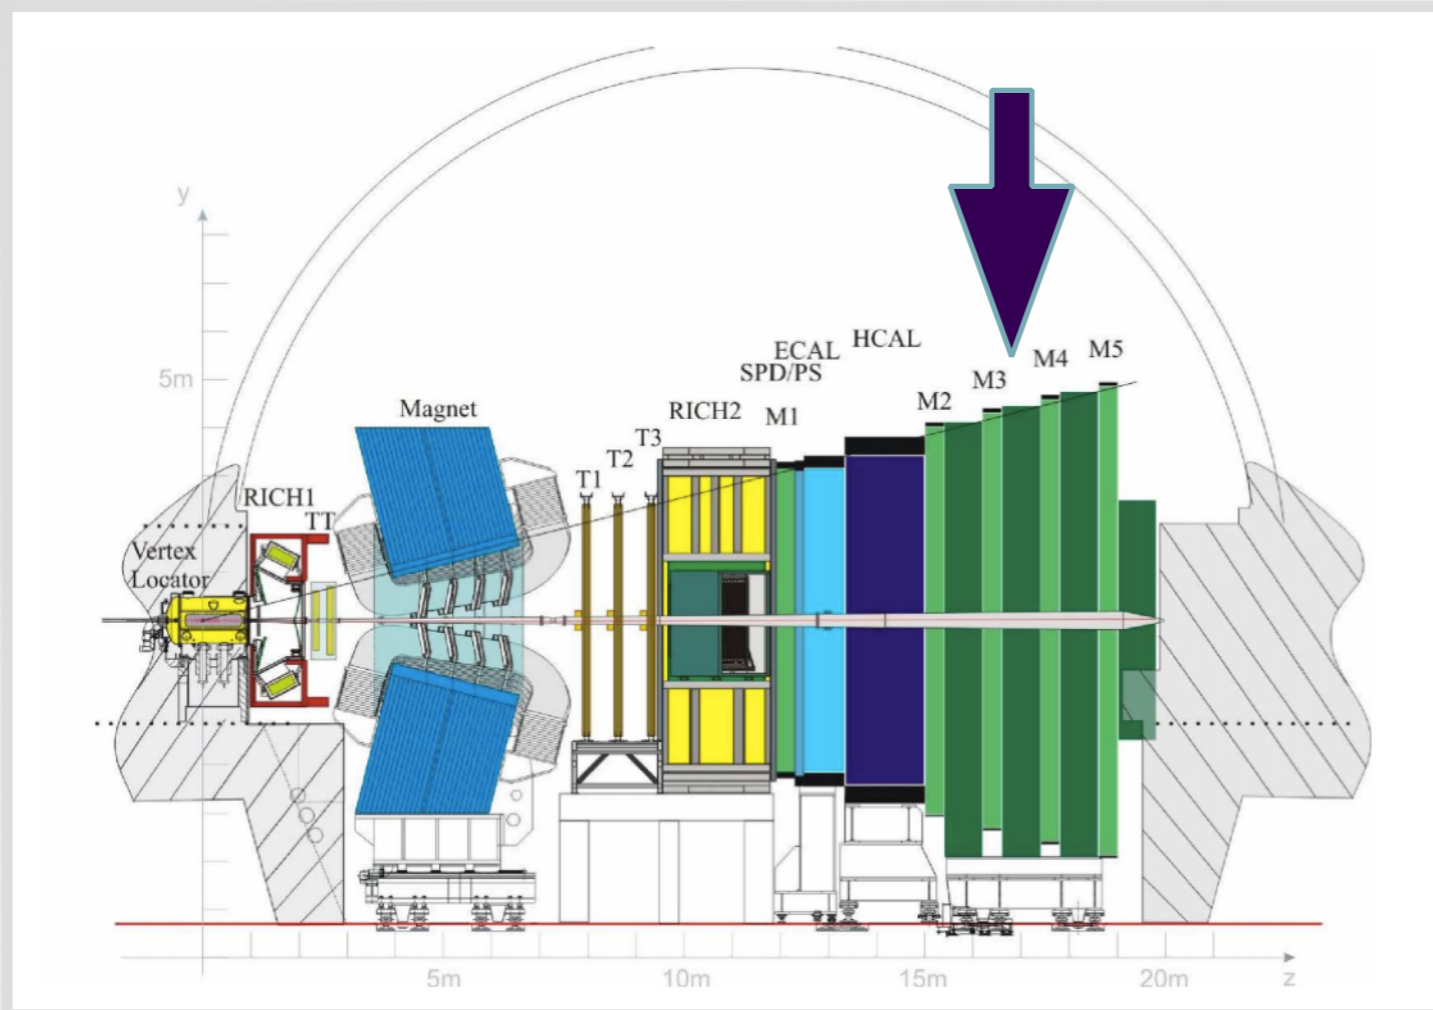 y
5m
Magnet
RICH1
TT
Vertex
Locator
T1
T2
T3
RICH2
M1
SPD/PS
ECAL
HCAL
M2
M3
M4
M5
5m
10m
15m
20m
z